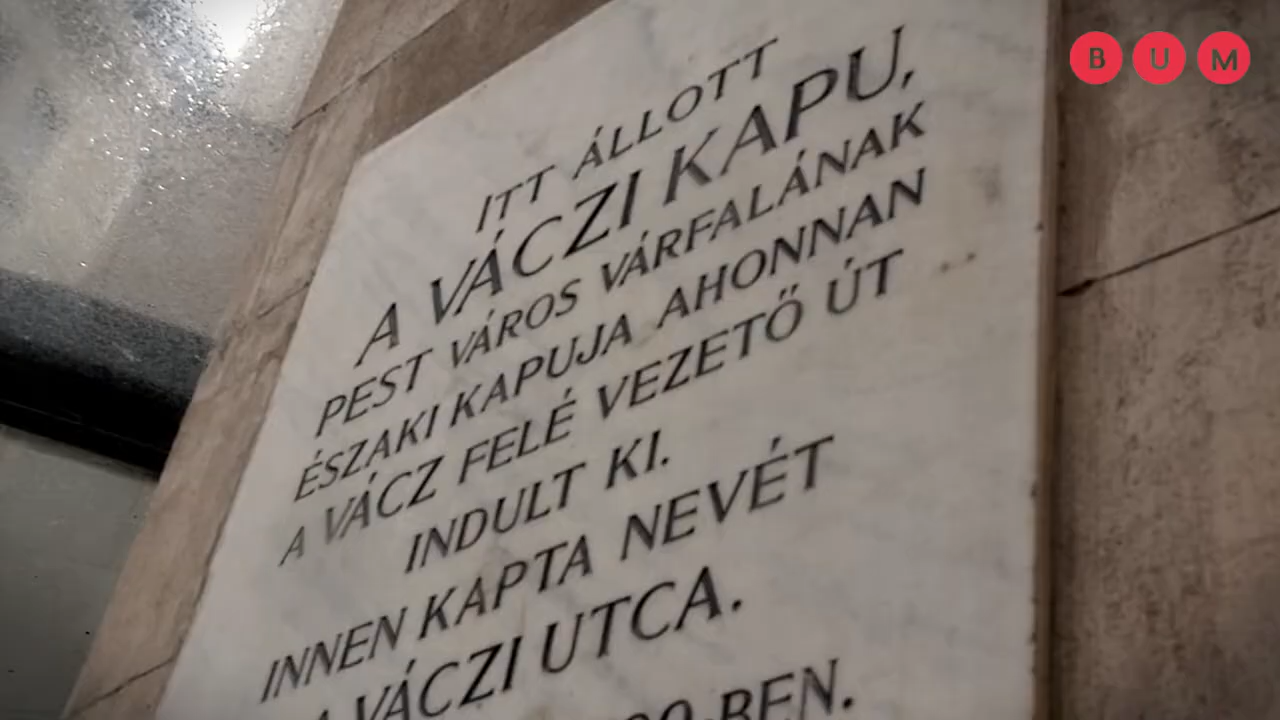 BUM
ITT ÁLLOTT
A VÁCZI KAPU,
PEST VÁROS VÁRFALÁNAK
ÉSZAKI KAPUJA AHONNAN
A VÁCZ FELÉ VEZETŐ ÚT
INDULT KI.
INNEN KAPTA NEVÉT
A VÁCZI UTCA.